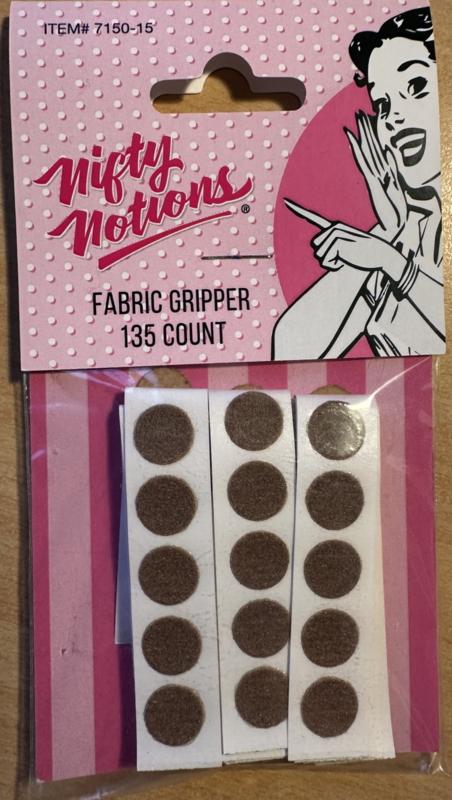 ITEM# 7150-15
Nifty
Notions®
FABRIC GRIPPER
135 COUNT